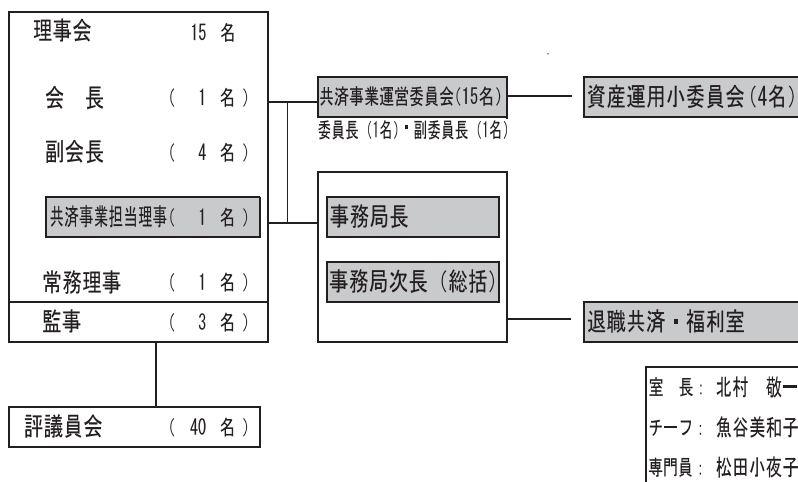 理事会 15 名
会 長 ( 1 名 )
副会長 ( 4 名 )
共済事業担当理事( 1 名 )
常務理事 ( 1 名 )
監事 ( 3 名 )
評議員会 ( 40 名 )
共済事業運営委員会(15名)
委員長（1名）・副委員長（1名）
事務局長
事務局次長（総括）
資産運用小委員会(4名)
退職共済・福利室
室 長： 北村 敬一
チーフ： 魚谷美和子
専門員： 松田小夜子